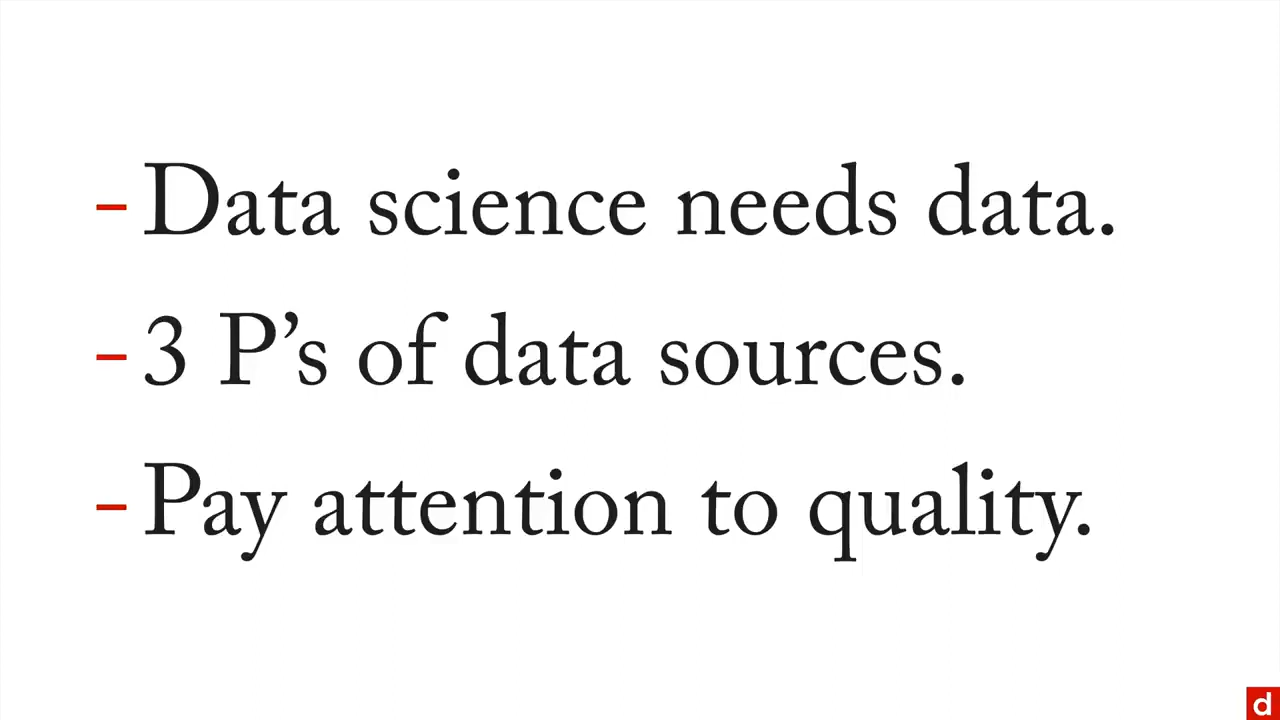 - Data science needs data.
- 3 P’s of data sources.
- Pay attention to quality.
d